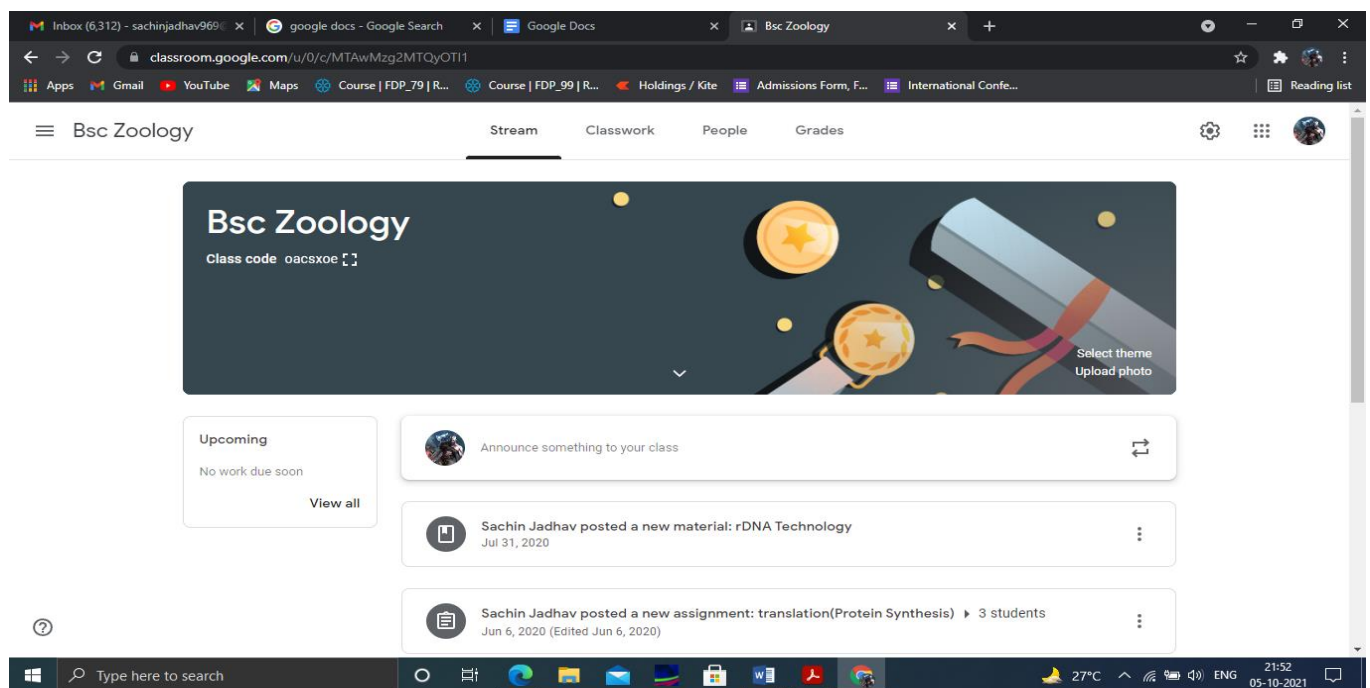 Inbox (6,312) - sachinjadhav969
google docs - Google Search
Google Docs
Bsc Zoology
classroom.google.com/u/0/c/MTAwMzg2MTQyOTI1
Apps Gmail YouTube Maps Course | FDP_79 | R... Course | FDP_99 | R... Holdings / Kite Admissions Form, F... International Confe... Reading list
Bsc Zoology Stream Classwork People Grades
Bsc Zoology
Class code oacsxoe
Select theme
Upload photo
Upcoming
No work due soon
View all
Announce something to your class
Sachin Jadhav posted a new material: rDNA Technology
Jul 31, 2020
Sachin Jadhav posted a new assignment: translation(Protein Synthesis) 3 students
Jun 6, 2020 (Edited Jun 6, 2020)
Type here to search 27°C ENG 21:52
05-10-2021